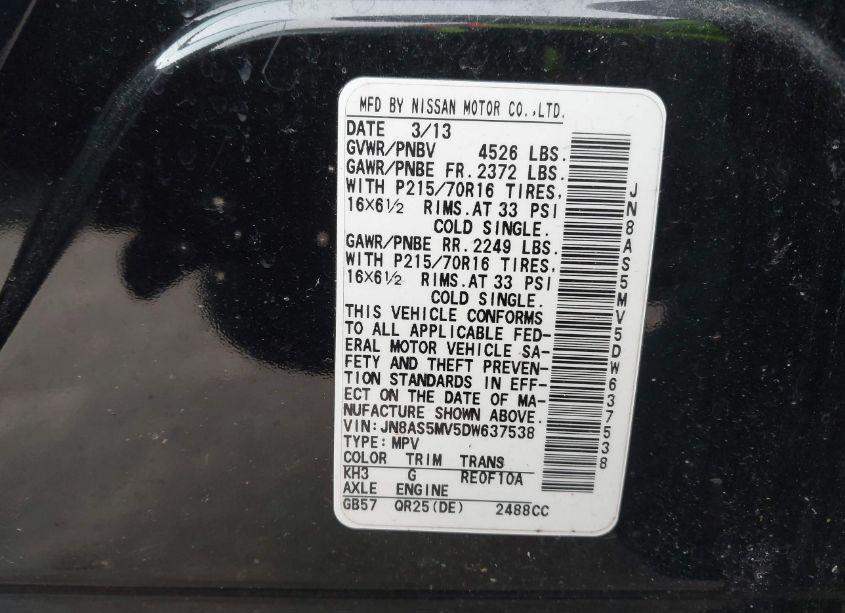 MFD BY NISSAN MOTOR CO.,LTD.
DATE 3/13
GVWR/PNBV 4526 LBS.
GAWR/PNBE FR. 2372 LBS.
WITH P215/70R16 TIRES,
16X6½ RIMS. AT 33 PSI
COLD SINGLE.
GAWR/PNBE RR. 2249 LBS.
WITH P215/70R16 TIRES,
16X6½ RIMS. AT 33 PSI
COLD SINGLE.
THIS VEHICLE CONFORMS
TO ALL APPLICABLE FED-
ERAL MOTOR VEHICLE SA-
FETY AND THEFT PREVEN-
TION STANDARDS IN EFF-
ECT ON THE DATE OF MA-
NUFACTURE SHOWN ABOVE.
VIN: JN8AS5MV5DW637538
TYPE: MPV
COLOR TRIM TRANS
KH3 G RE0F10A
AXLE ENGINE
GB57 QR25(DE) 2488CC
JN8AS5MV5DW637538